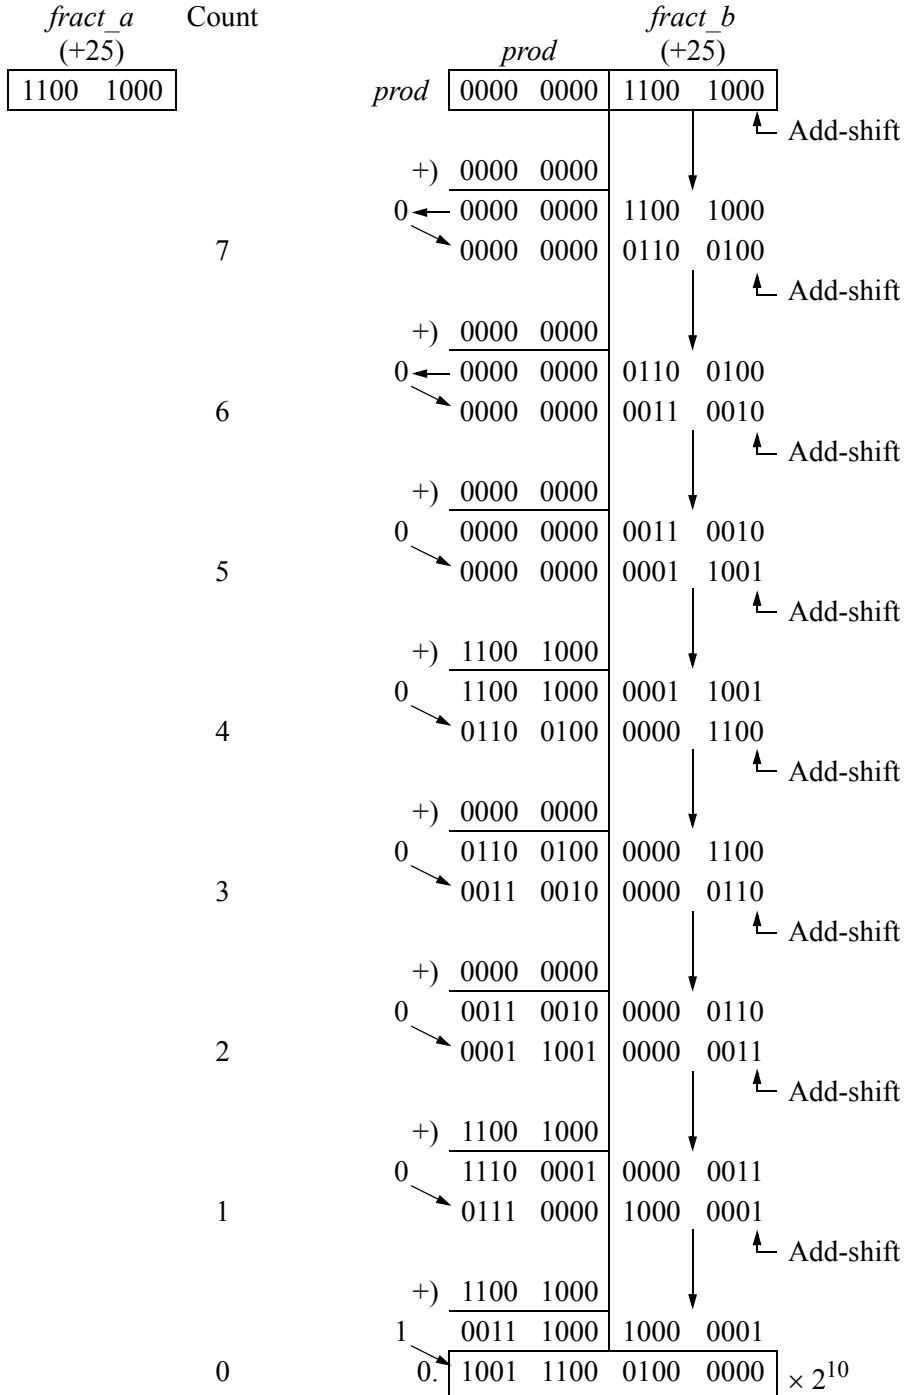 fract_a Count fract_b
(+25) prod (+25)
1100 1000 prod 0000 0000 1100 1000
Add-shift
+) 0000 0000
0 0000 0000 1100 1000
7 0000 0000 0110 0100
Add-shift
+) 0000 0000
0 0000 0000 0110 0100
6 0000 0000 0011 0010
Add-shift
+) 0000 0000
0 0000 0000 0011 0010
5 0000 0000 0001 1001
Add-shift
+) 1100 1000
0 1100 1000 0001 1001
4 0110 0100 0000 1100
Add-shift
+) 0000 0000
0 0110 0100 0000 1100
3 0011 0010 0000 0110
Add-shift
+) 0000 0000
0 0011 0010 0000 0110
2 0001 1001 0000 0011
Add-shift
+) 1100 1000
0 1110 0001 0000 0011
1 0111 0000 1000 0001
Add-shift
+) 1100 1000
1 0011 1000 1000 0001
0 0. 1001 1100 0100 0000 × 2¹⁰